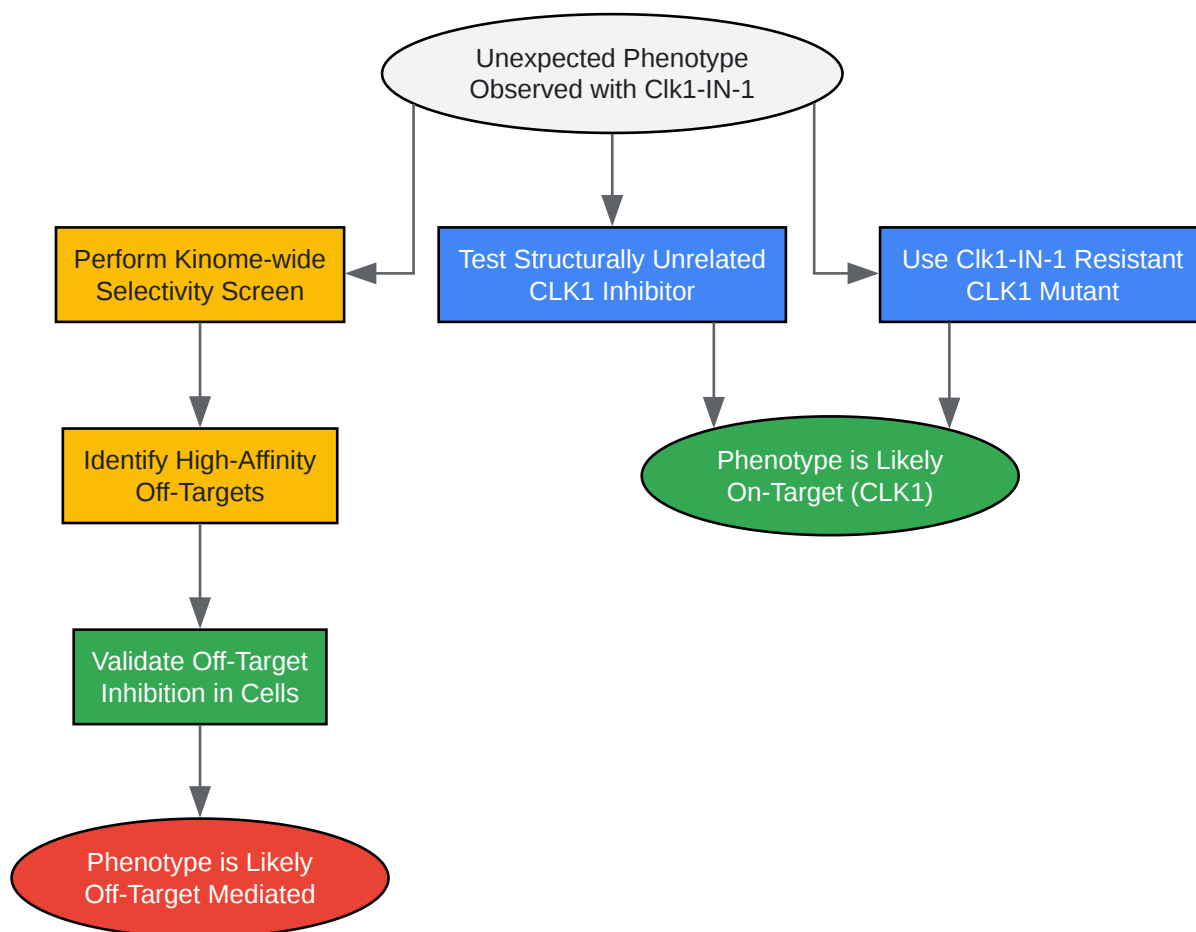 Unexpected Phenotype
Observed with Clk1-IN-1
Perform Kinome-wide
Selectivity Screen
Test Structurally Unrelated
CLK1 Inhibitor
Use Clk1-IN-1 Resistant
CLK1 Mutant
Identify High-Affinity
Off-Targets
Phenotype is Likely
On-Target (CLK1)
Validate Off-Target
Inhibition in Cells
Phenotype is Likely
Off-Target Mediated